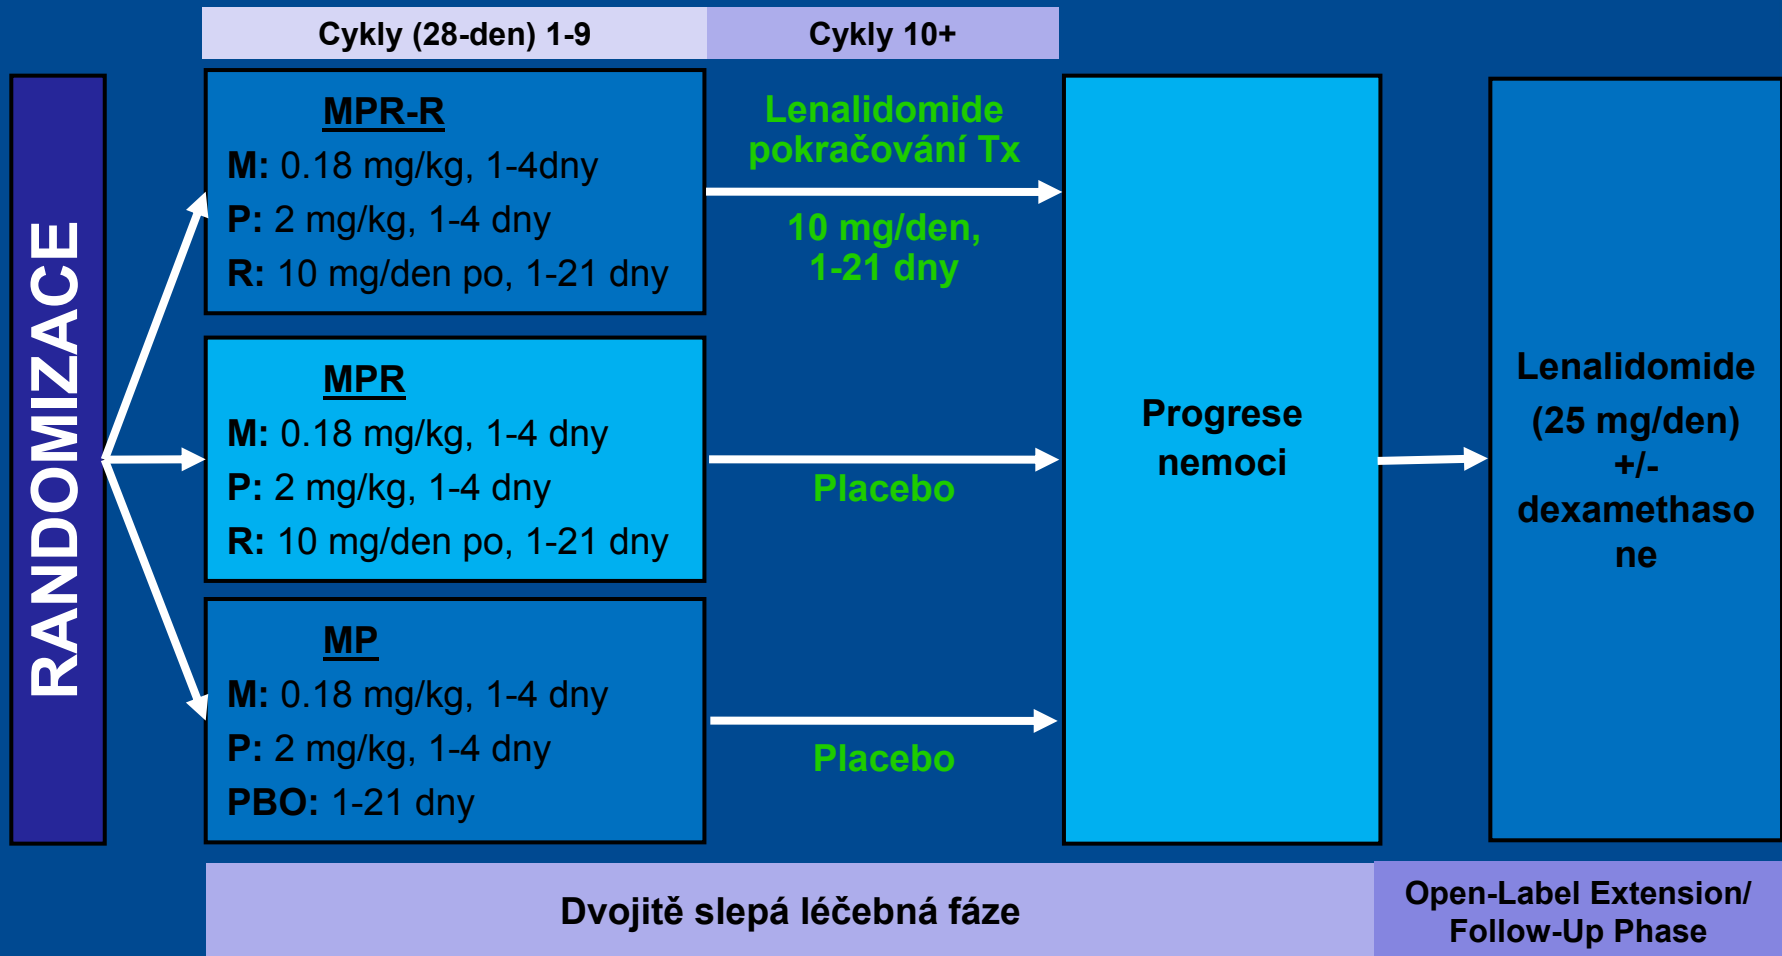 Cykly (28-den) 1-9
Cykly 10+
RANDOMIZACE
MPR-R
M: 0.18 mg/kg, 1-4dny
P: 2 mg/kg, 1-4 dny
R: 10 mg/den po, 1-21 dny
Lenalidomide
pokračování Tx
10 mg/den,
1-21 dny
MPR
M: 0.18 mg/kg, 1-4 dny
P: 2 mg/kg, 1-4 dny
R: 10 mg/den po, 1-21 dny
Placebo
MP
M: 0.18 mg/kg, 1-4 dny
P: 2 mg/kg, 1-4 dny
PBO: 1-21 dny
Placebo
Progrese
nemoci
Lenalidomide
(25 mg/den)
+/-
dexamethaso
ne
Dvojitě slepá léčebná fáze
Open-Label Extension/
Follow-Up Phase